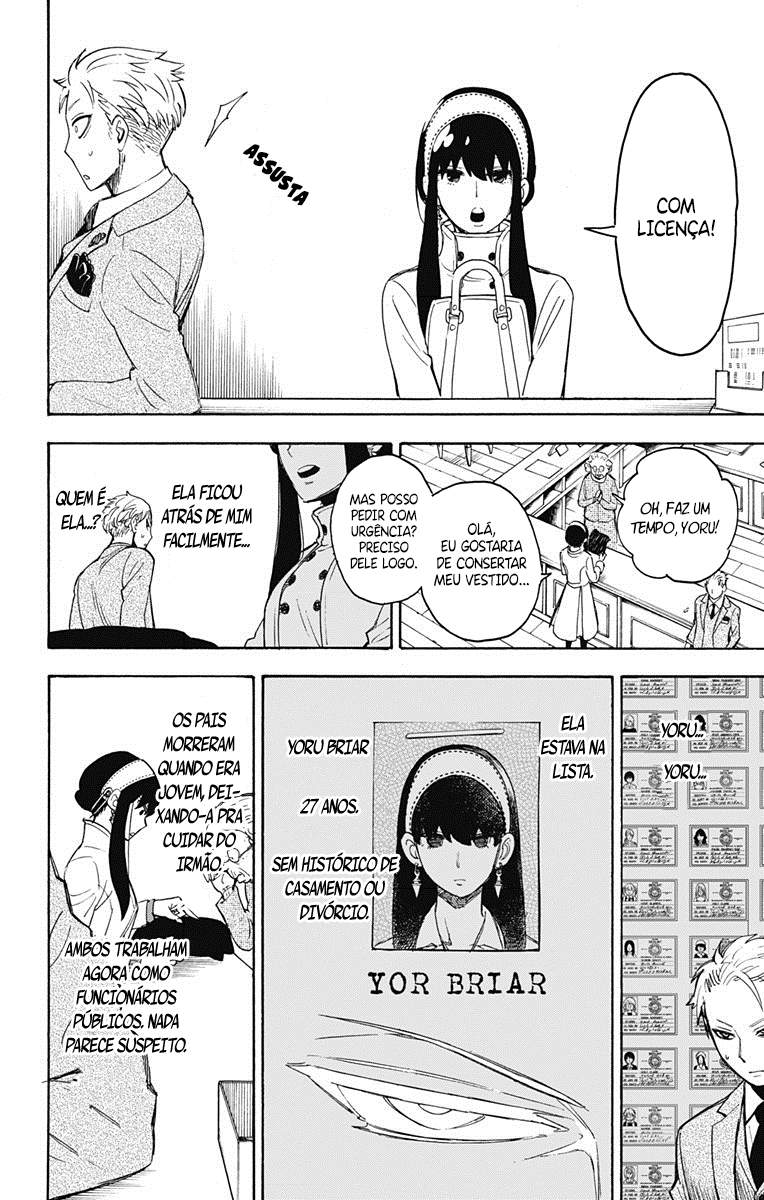 COM
LICENÇA!
ASSUSTA
OH, FAZ UM
TEMPO, YORU!
OLÁ,
EU GOSTARIA
DE CONSERTAR
MEU VESTIDO...
MAS POSSO
PEDIR COM
URGÊNCIA?
PRECISO
DELE LOGO.
ELA FICOU
ATRÁS DE MIM
FACILMENTE...
QUEM É
ELA...?
YORU...
YORU...
ELA
ESTAVA NA
LISTA.
YORU BRIAR
27 ANOS.
SEM HISTÓRICO DE
CASAMENTO OU
DIVÓRCIO.
YOR BRIAR
OS PAIS
MORRERAM
QUANDO ERA
JOVEM, DEI-
XANDO-A PRA
CUIDAR DO
IRMÃO.
AMBOS TRABALHAM
AGORA COMO
FUNCIONÁRIOS
PÚBLICOS. NADA
PARECE SUSPEITO.